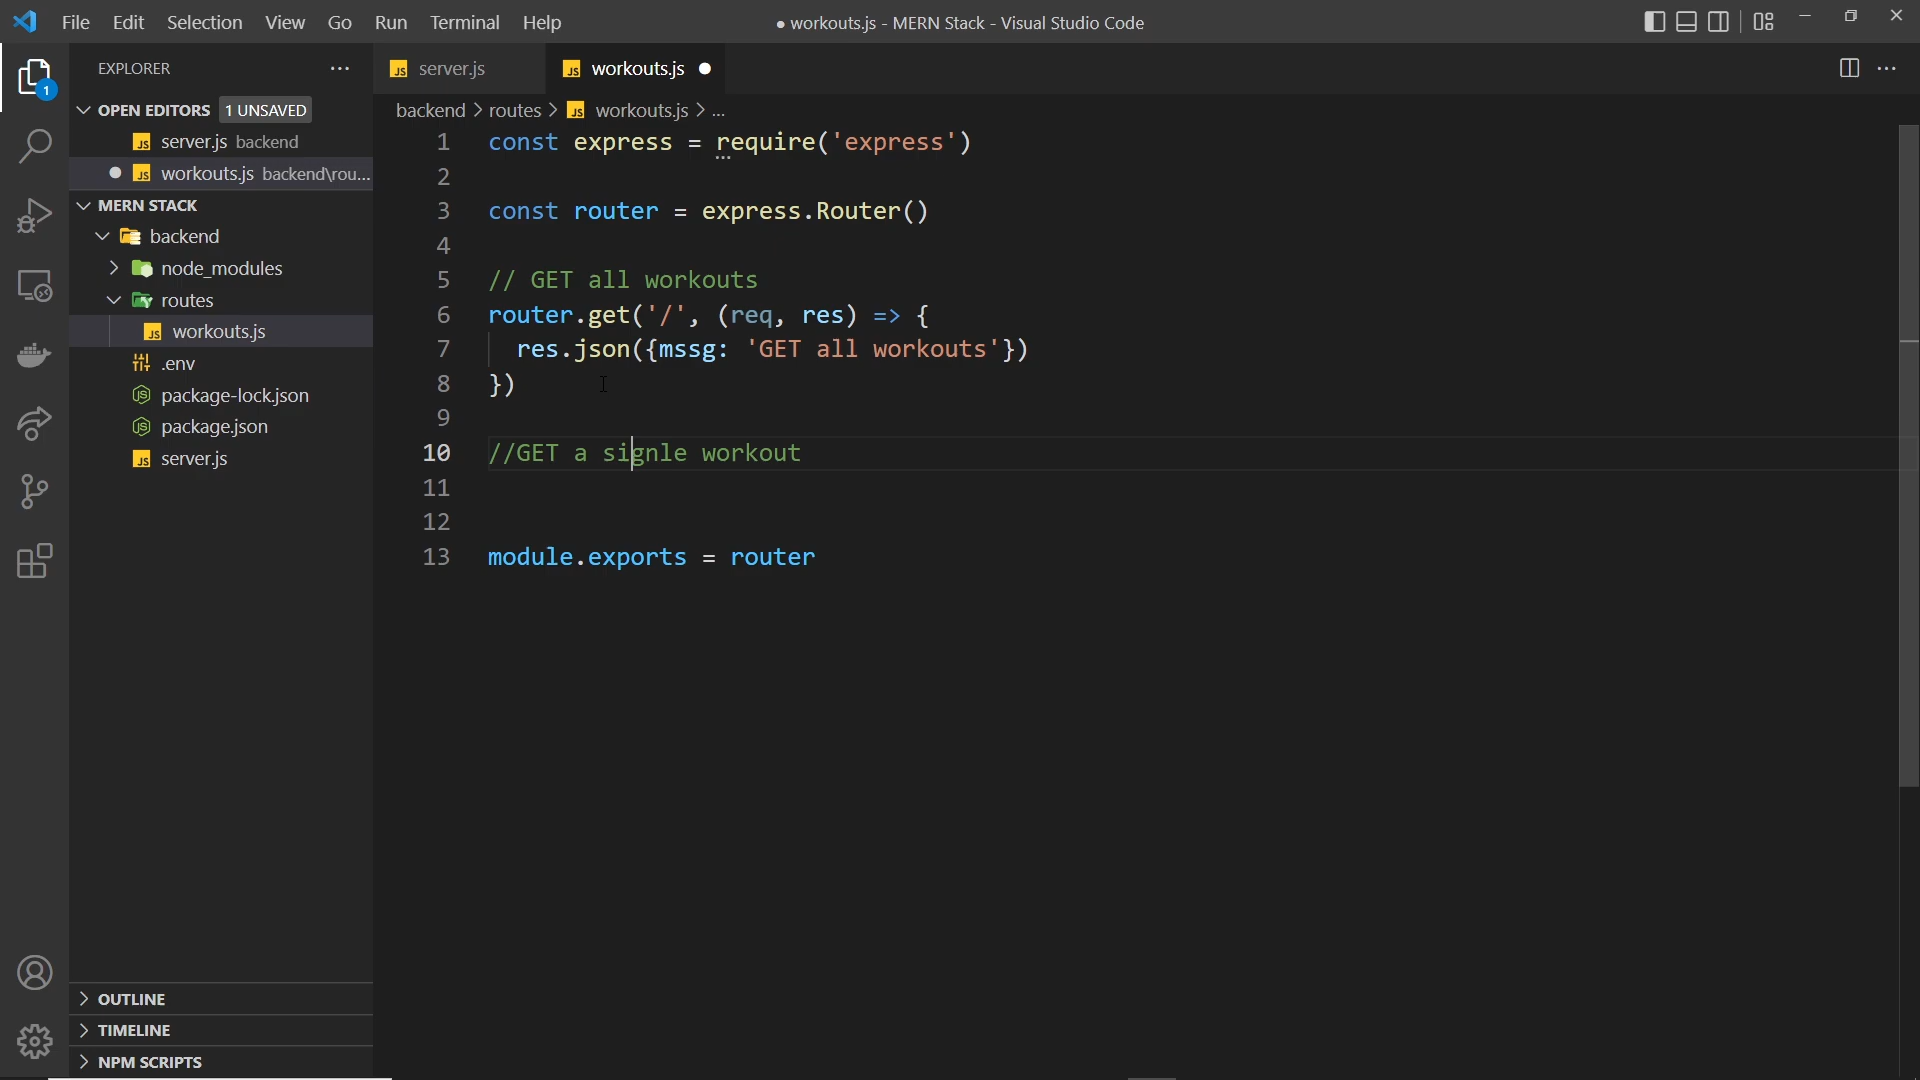 File Edit Selection View Go Run Terminal Help
● workouts.js - MERN Stack - Visual Studio Code
1
EXPLORER
OPEN EDITORS 1 UNSAVED
JS server.js backend
JS workouts.js backend\rou...
MERN STACK
backend
node_modules
routes
JS workouts.js
.env
package-lock.json
package.json
JS server.js
OUTLINE
TIMELINE
NPM SCRIPTS
JS server.js JS workouts.js
backend > routes > JS workouts.js > ...
1 const express = require('express')
2
3 const router = express.Router()
4
5 // GET all workouts
6 router.get('/', (req, res) => {
7 res.json({mssg: 'GET all workouts'})
8 })
9
10 //GET a signle workout
11
12
13 module.exports = router